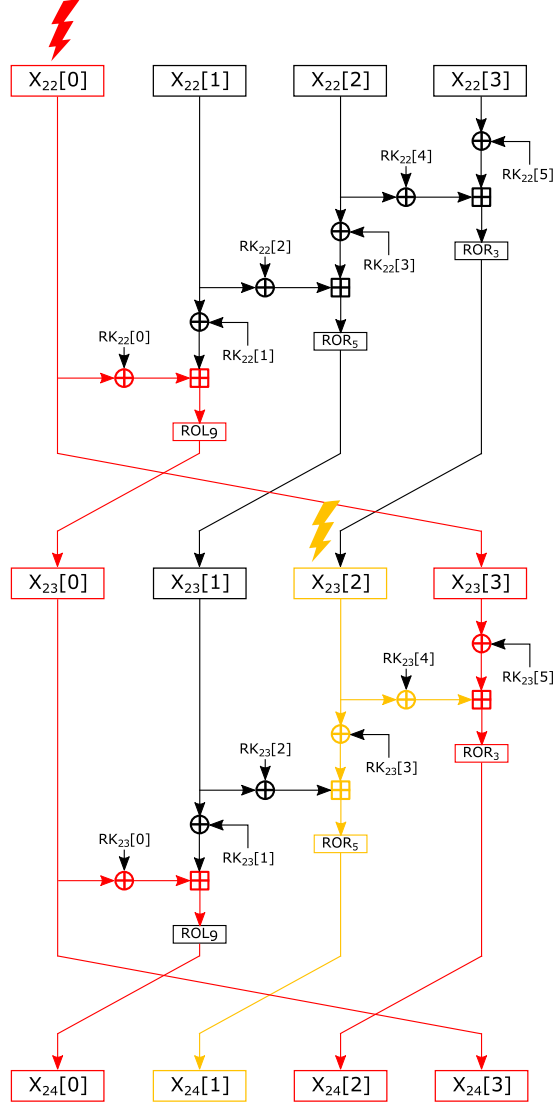 X₂₂[0] X₂₂[1] X₂₂[2] X₂₂[3]
RK₂₂[4]
RK₂₂[5]
RK₂₂[2]
ROR₃
RK₂₂[3]
RK₂₂[0]
ROR₅
RK₂₂[1]
ROL₉
X₂₃[0] X₂₃[1] X₂₃[2] X₂₃[3]
RK₂₃[4]
RK₂₃[5]
RK₂₃[2]
ROR₃
RK₂₃[3]
RK₂₃[0]
ROR₅
RK₂₃[1]
ROL₉
X₂₄[0] X₂₄[1] X₂₄[2] X₂₄[3]